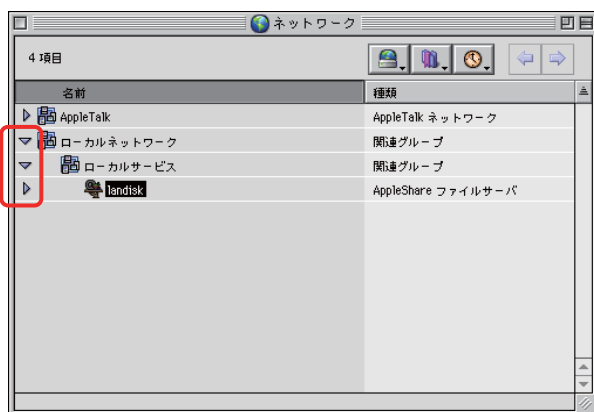 ネットワーク
4 項目
名前 種類
AppleTalk AppleTalk ネットワーク
ローカルネットワーク 関連グループ
ローカルサービス 関連グループ
landisk AppleShare ファイルサーバ